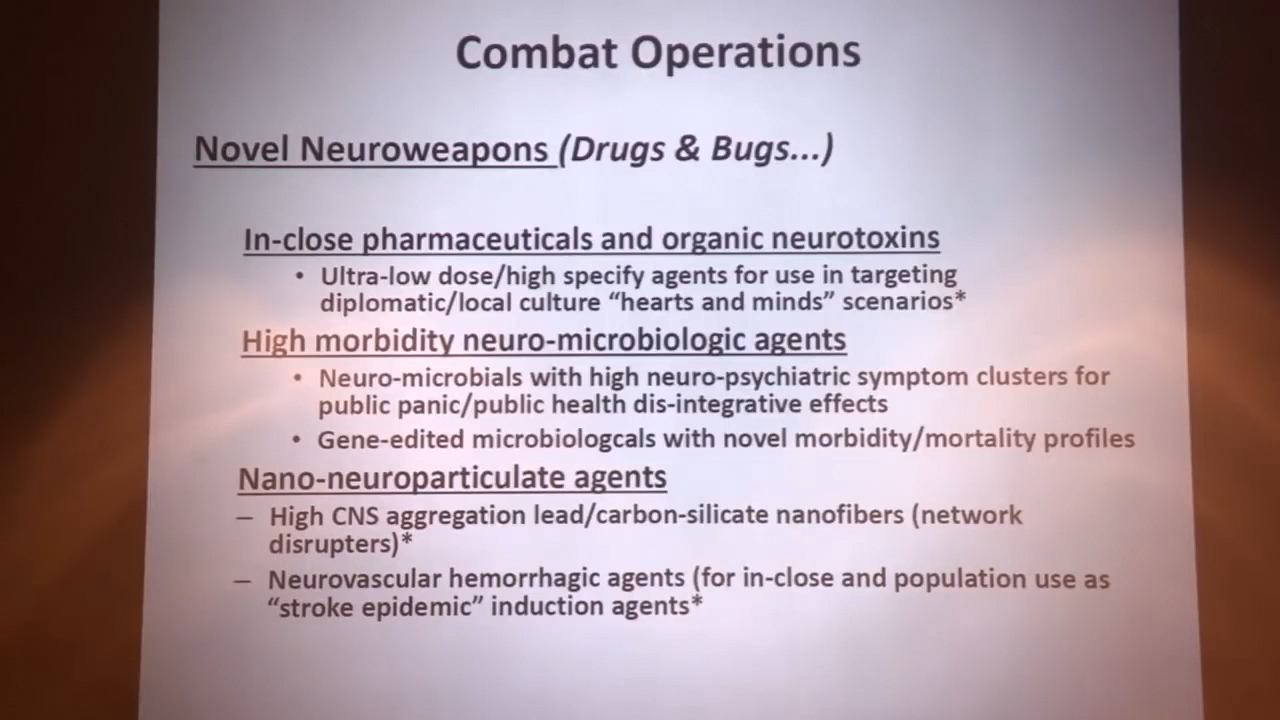 Combat Operations
Novel Neuroweapons (Drugs & Bugs...)
In-close pharmaceuticals and organic neurotoxins
• Ultra-low dose/high specify agents for use in targeting
diplomatic/local culture “hearts and minds” scenarios*
High morbidity neuro-microbiologic agents
• Neuro-microbials with high neuro-psychiatric symptom clusters for
public panic/public health dis-integrative effects
• Gene-edited microbiologcals with novel morbidity/mortality profiles
Nano-neuroparticulate agents
– High CNS aggregation lead/carbon-silicate nanofibers (network
disrupters)*
– Neurovascular hemorrhagic agents (for in-close and population use as
“stroke epidemic” induction agents*